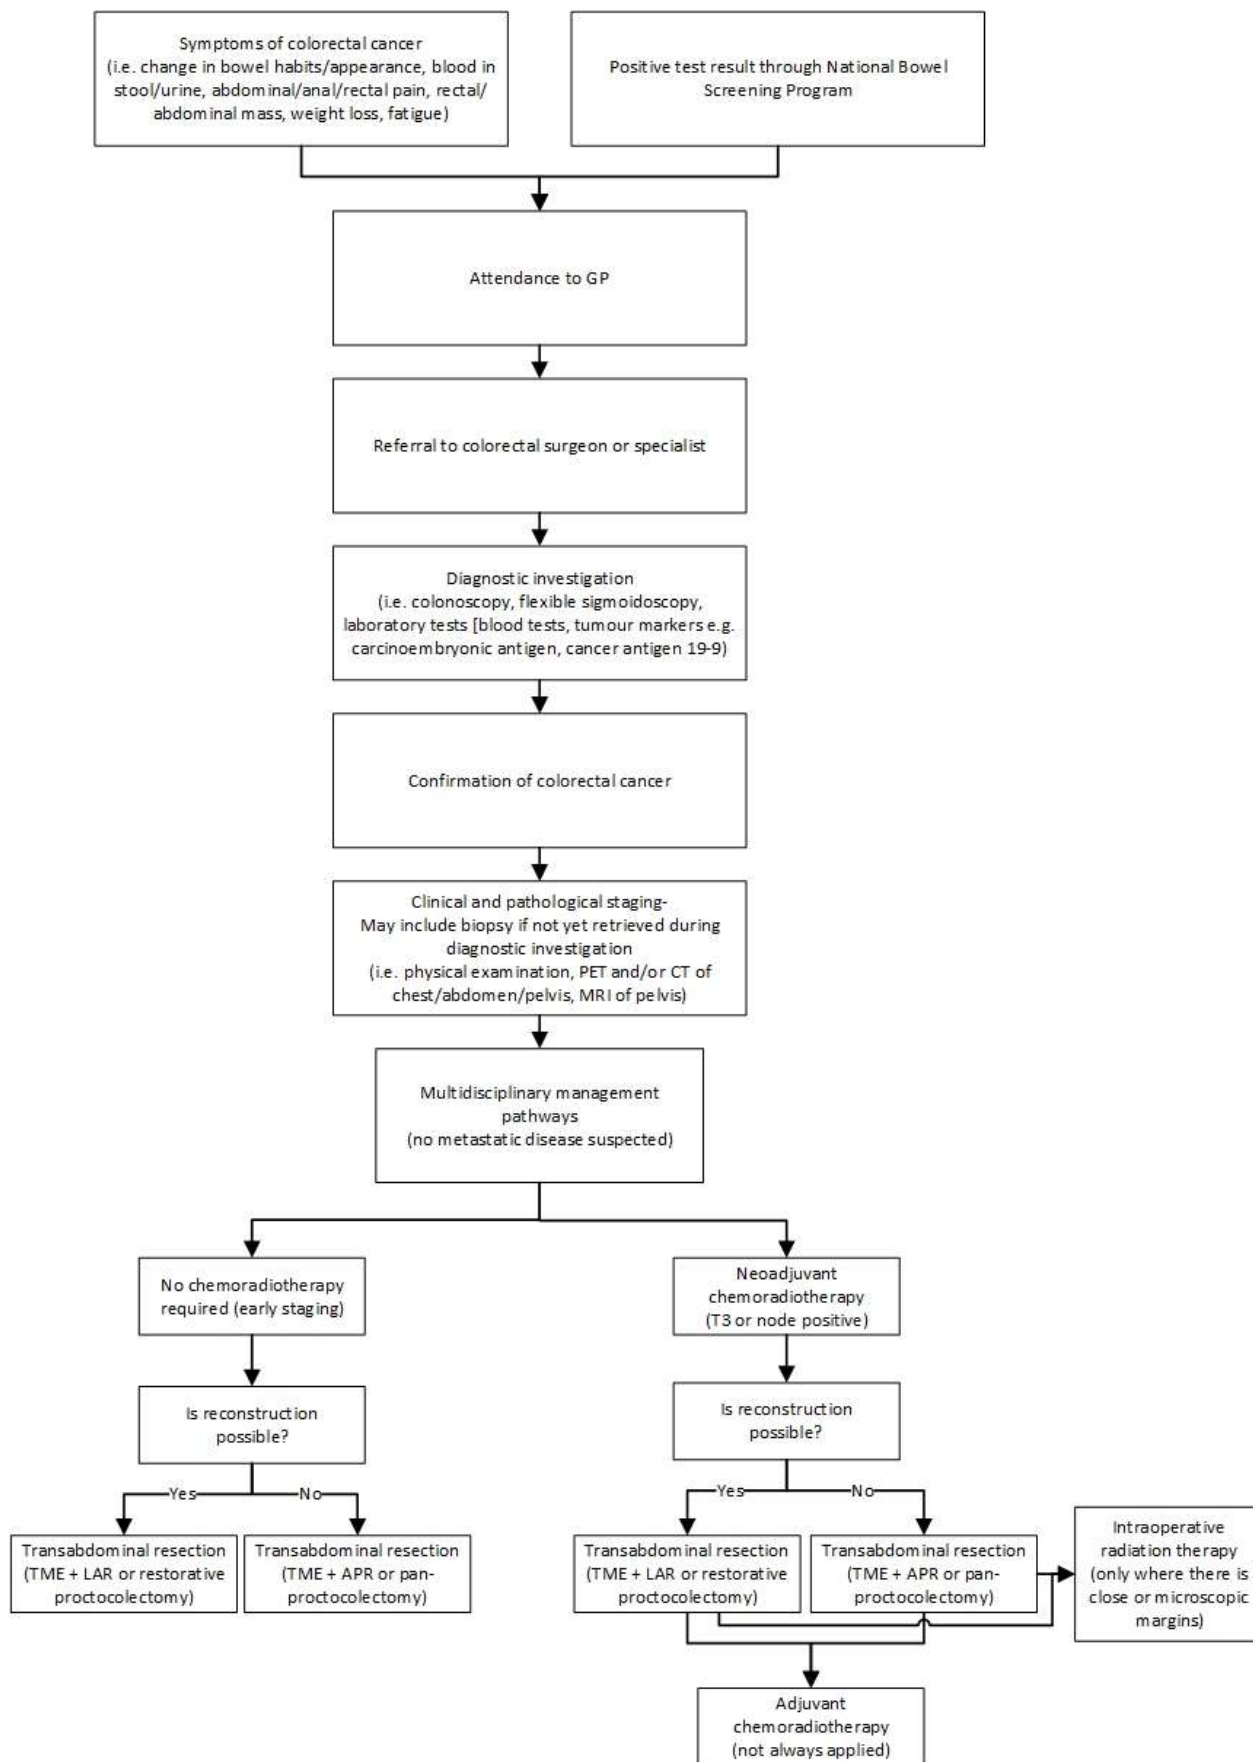 Symptoms of colorectal cancer
(i.e. change in bowel habits/appearance, blood in
stool/urine, abdominal/anal/rectal pain, rectal/
abdominal mass, weight loss, fatigue)
Positive test result through National Bowel
Screening Program
Attendance to GP
Referral to colorectal surgeon or specialist
Diagnostic investigation
(i.e. colonoscopy, flexible sigmoidoscopy,
laboratory tests [blood tests, tumour markers e.g.
carcinoembryonic antigen, cancer antigen 19-9)
Confirmation of colorectal cancer
Clinical and pathological staging-
May include biopsy if not yet retrieved during
diagnostic investigation
(i.e. physical examination, PET and/or CT of
chest/abdomen/pelvis, MRI of pelvis)
Multidisciplinary management
pathways
(no metastatic disease suspected)
No chemoradiotherapy
required (early staging)
Neoadjuvant
chemoradiotherapy
(T3 or node positive)
Is reconstruction
possible?
Is reconstruction
possible?
Yes
No
Yes
No
Transabdominal resection
(TME + LAR or restorative
proctocolectomy)
Transabdominal resection
(TME + APR or pan-
proctocolectomy)
Transabdominal resection
(TME + LAR or restorative
proctocolectomy)
Transabdominal resection
(TME + APR or pan-
proctocolectomy)
Intraoperative
radiation therapy
(only where there is
close or microscopic
margins)
Adjuvant
chemoradiotherapy
(not always applied)